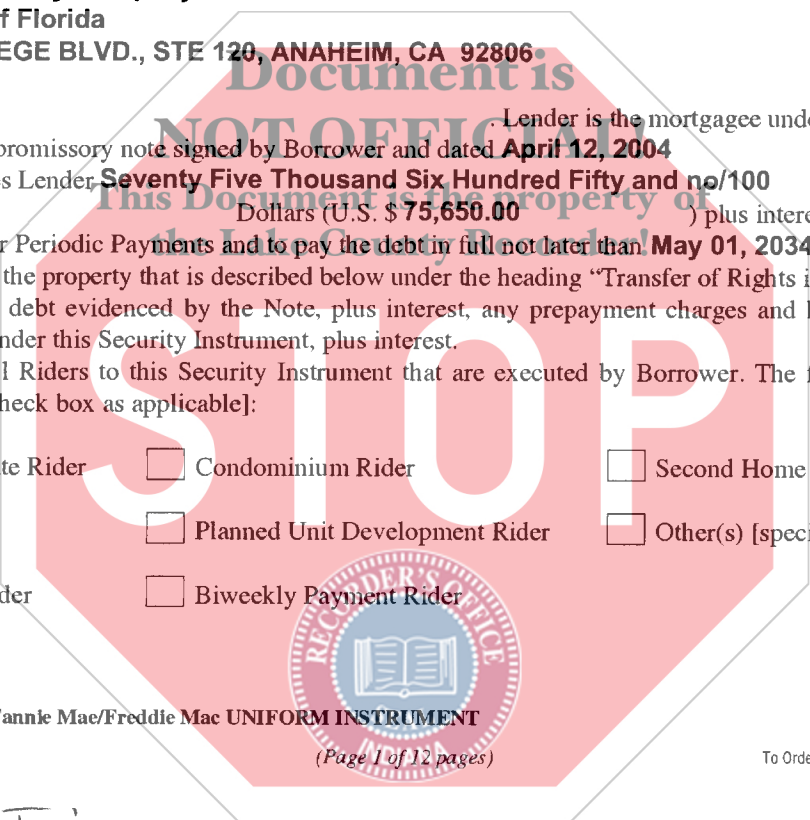 f Florida
EGE BLVD., STE 120, ANAHEIM, CA 92806
Document is
. Lender is the mortgagee unde
NOT OFFICIAL!
promissory note signed by Borrower and dated April 12, 2004
s Lender Seventy Five Thousand Six Hundred Fifty and no/100
This Document is the property of
Dollars (U.S. $ 75,650.00 ) plus intere
the Lake County Recorder!
r Periodic Payments and to pay the debt in full not later than May 01, 2034
the property that is described below under the heading “Transfer of Rights i
debt evidenced by the Note, plus interest, any prepayment charges and l
nder this Security Instrument, plus interest.
l Riders to this Security Instrument that are executed by Borrower. The f
heck box as applicable]:
STOP
te Rider Condominium Rider Second Home
Planned Unit Development Rider Other(s) [speci
der Biweekly Payment Rider
RECORDER'S OFFICE
SEAL
INDIANA
annie Mae/Freddie Mac UNIFORM INSTRUMENT
(Page 1 of 12 pages)
To Orde